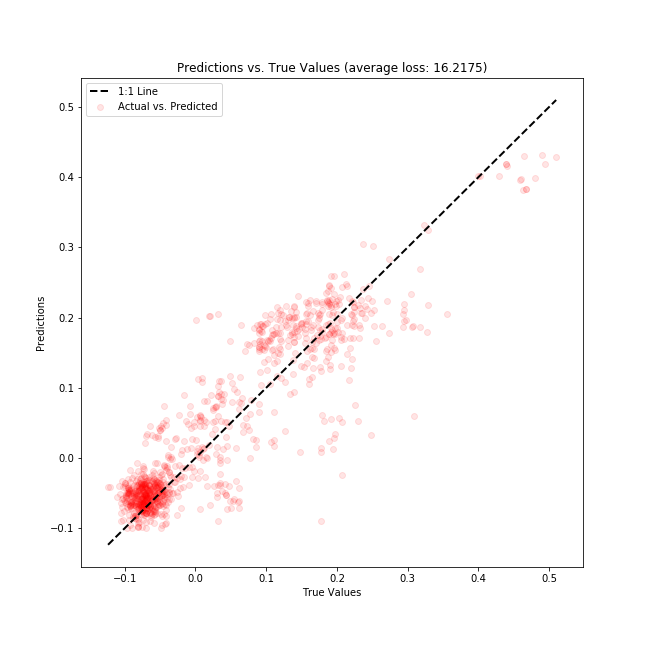 Predictions vs. True Values (average loss: 16.2175)
1:1 Line
Actual vs. Predicted
0.5
0.4
0.3
0.2
0.1
0.0
−0.1
Predictions
−0.1 0.0 0.1 0.2 0.3 0.4 0.5
True Values